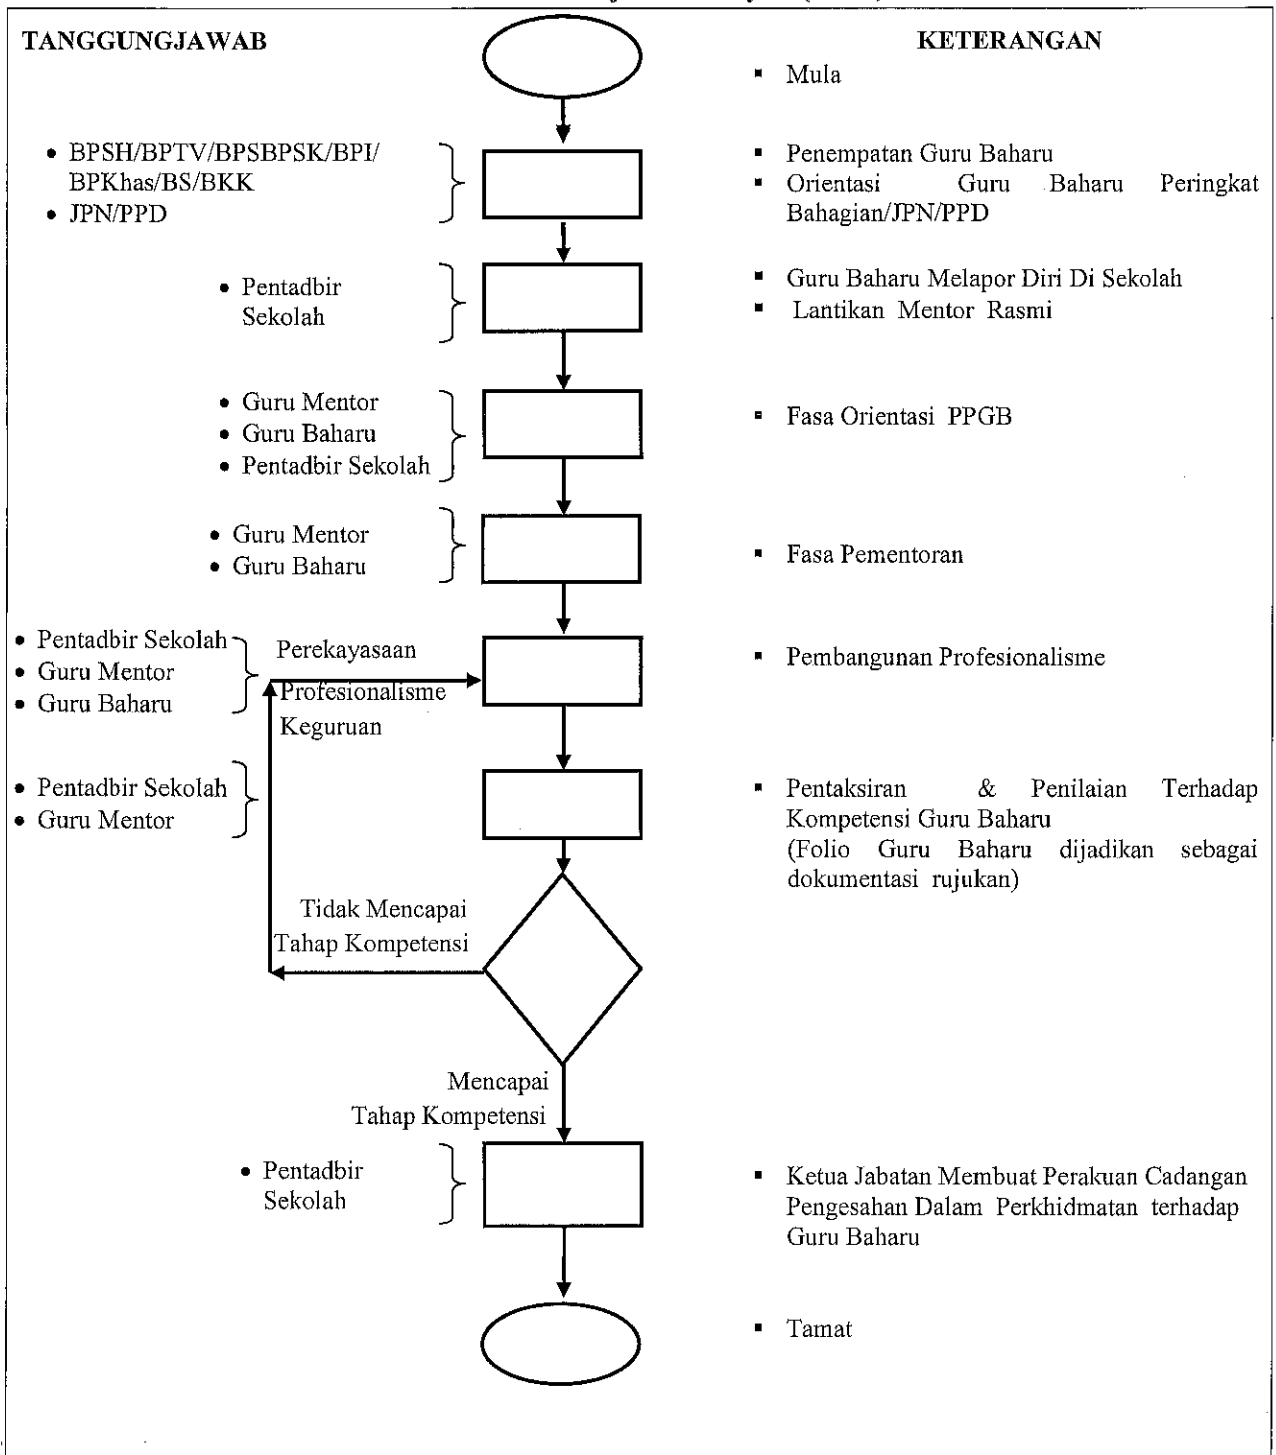 TANGGUNGJAWAB
KETERANGAN
▪ Mula
• BPSH/BPTV/BPSBPSK/BPI/
BPKhas/BS/BKK
• JPN/PPD
▪ Penempatan Guru Baharu
▪ Orientasi Guru Baharu Peringkat
Bahagian/JPN/PPD
• Pentadbir
Sekolah
▪ Guru Baharu Melapor Diri Di Sekolah
▪ Lantikan Mentor Rasmi
• Guru Mentor
• Guru Baharu
• Pentadbir Sekolah
▪ Fasa Orientasi PPGB
• Guru Mentor
• Guru Baharu
▪ Fasa Pementoran
• Pentadbir Sekolah
• Guru Mentor
• Guru Baharu
Perekayasaan
Profesionalisme
Keguruan
▪ Pembangunan Profesionalisme
• Pentadbir Sekolah
• Guru Mentor
▪ Pentaksiran & Penilaian Terhadap
Kompetensi Guru Baharu
(Folio Guru Baharu dijadikan sebagai
dokumentasi rujukan)
Tidak Mencapai
Tahap Kompetensi
Mencapai
Tahap Kompetensi
• Pentadbir
Sekolah
▪ Ketua Jabatan Membuat Perakuan Cadangan
Pengesahan Dalam Perkhidmatan terhadap
Guru Baharu
▪ Tamat